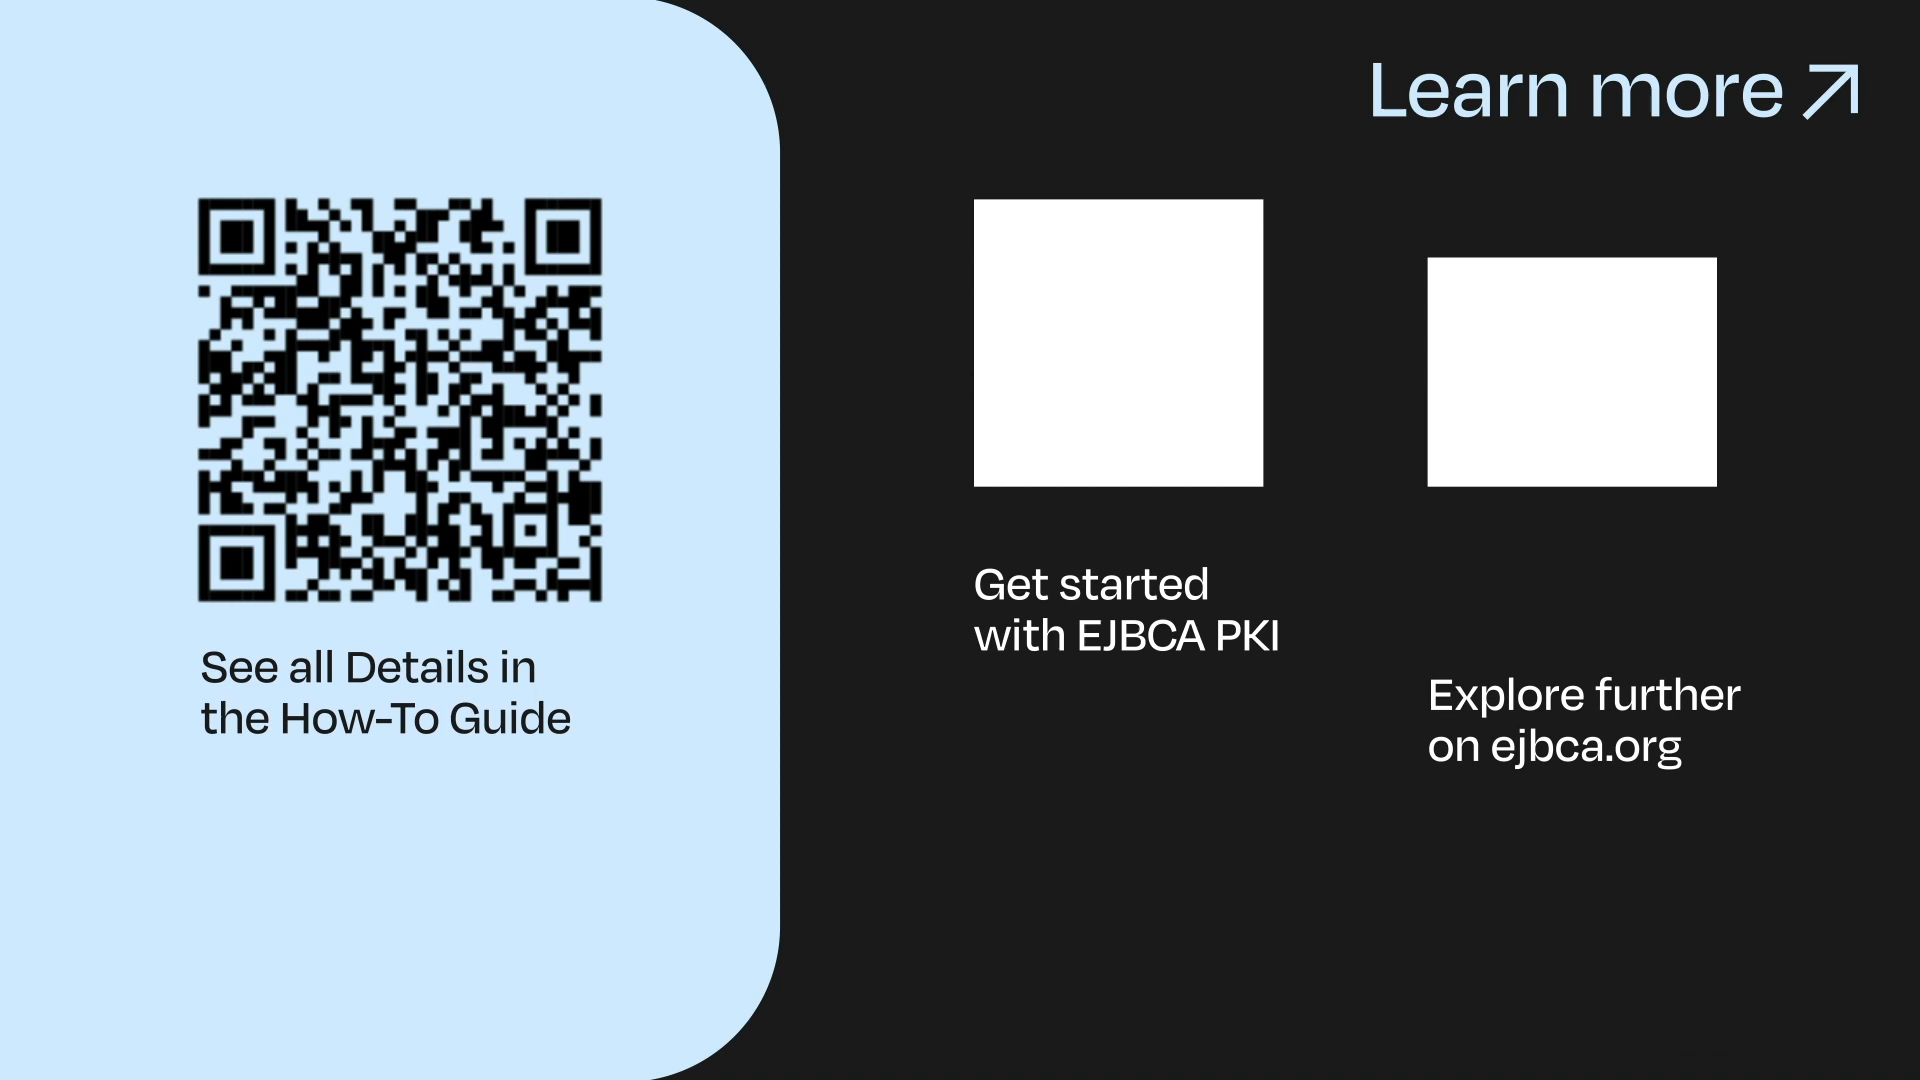 Learn more
See all Details in
the How-To Guide
Get started
with EJBCA PKI
Explore further
on ejbca.org